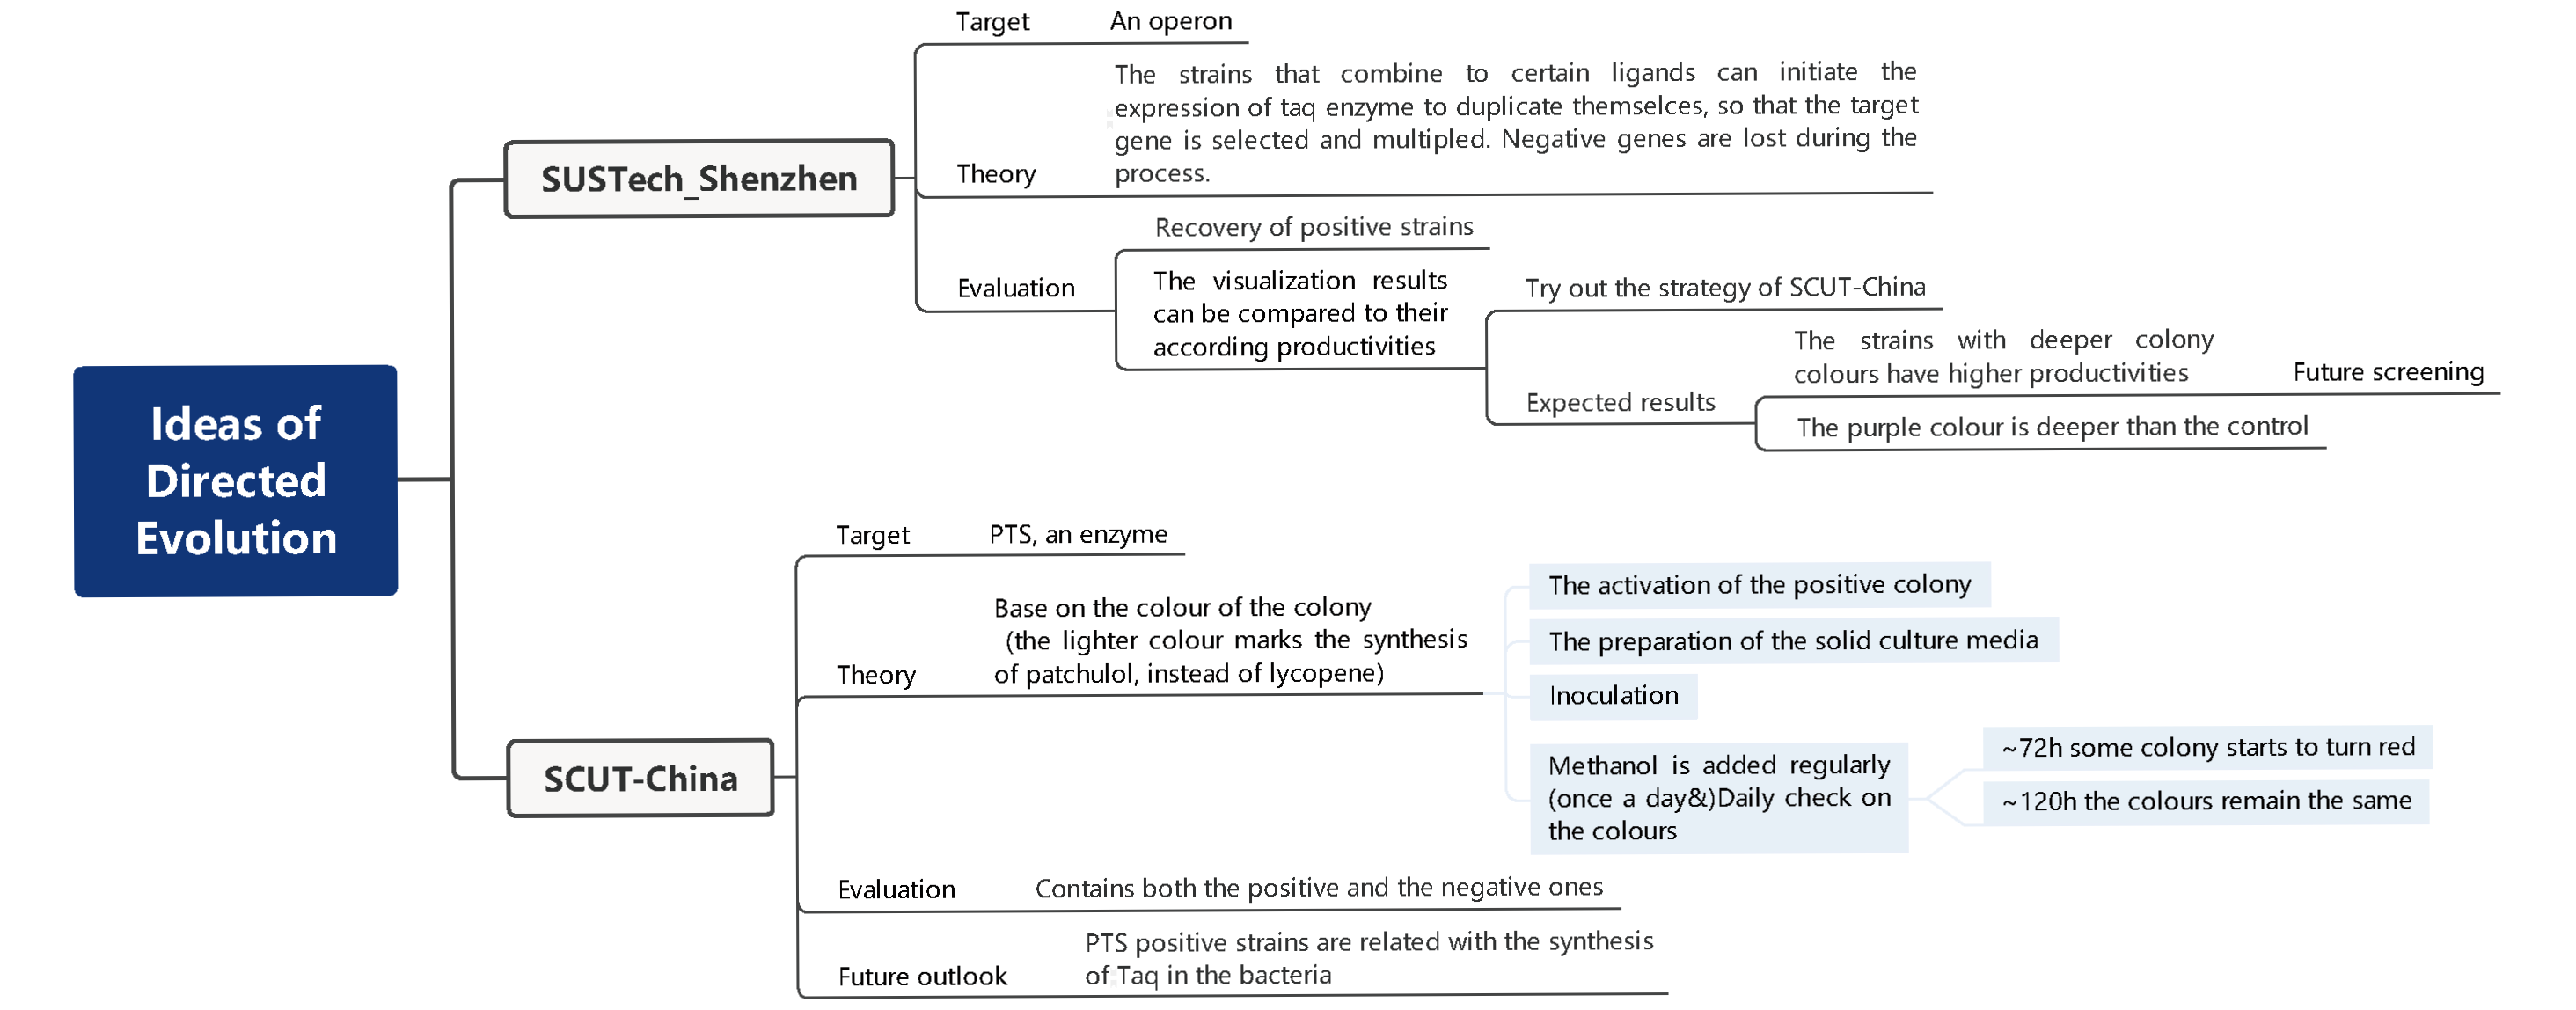 Ideas of
Directed
Evolution
SUSTech_Shenzhen
Target
An operon
Theory
The strains that combine to certain ligands can initiate the
expression of taq enzyme to duplicate themselces, so that the target
gene is selected and multipled. Negative genes are lost during the
process.
Evaluation
Recovery of positive strains
The visualization results
can be compared to their
according productivities
Try out the strategy of SCUT-China
Expected results
The strains with deeper colony
colours have higher productivities
Future screening
The purple colour is deeper than the control
SCUT-China
Target
PTS, an enzyme
Theory
Base on the colour of the colony
(the lighter colour marks the synthesis
of patchulol, instead of lycopene)
The activation of the positive colony
The preparation of the solid culture media
Inoculation
Methanol is added regularly
(once a day&)Daily check on
the colours
~72h some colony starts to turn red
~120h the colours remain the same
Evaluation
Contains both the positive and the negative ones
Future outlook
PTS positive strains are related with the synthesis
of Taq in the bacteria